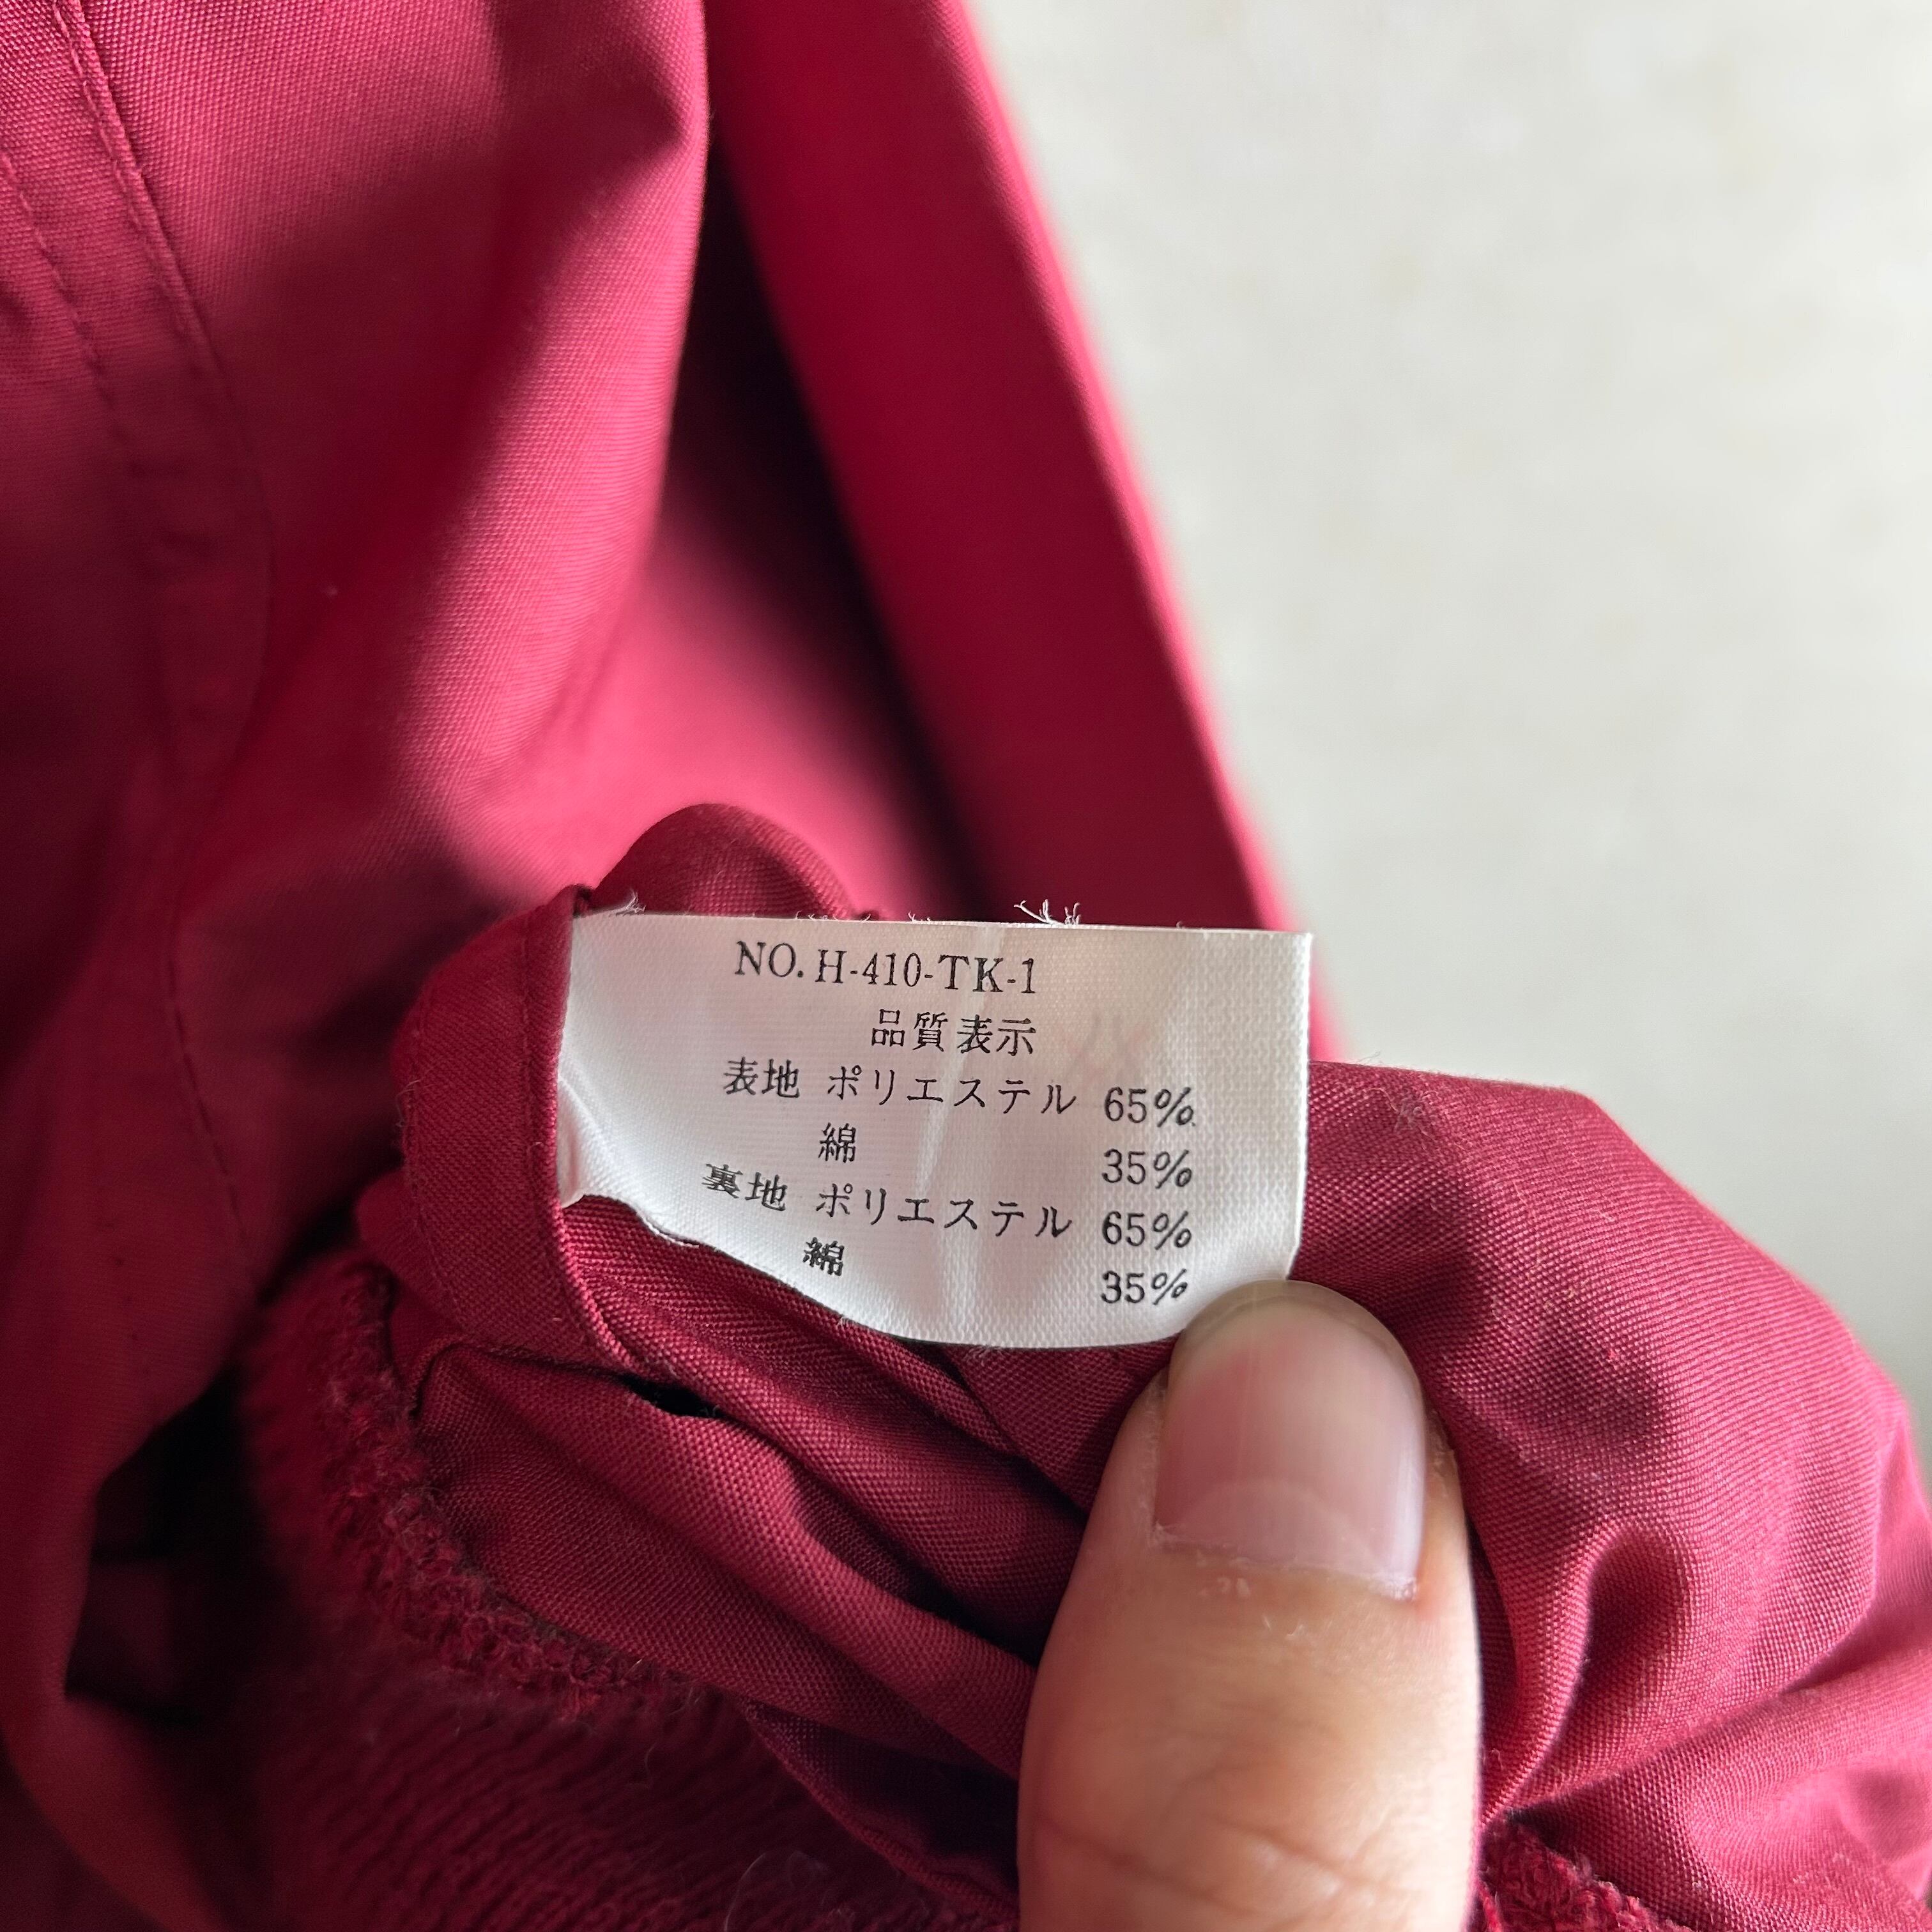 NO. H-410-TK-1
品質表示
表地 ポリエステル 65%
綿 35%
裏地 ポリエステル 65%
綿 35%